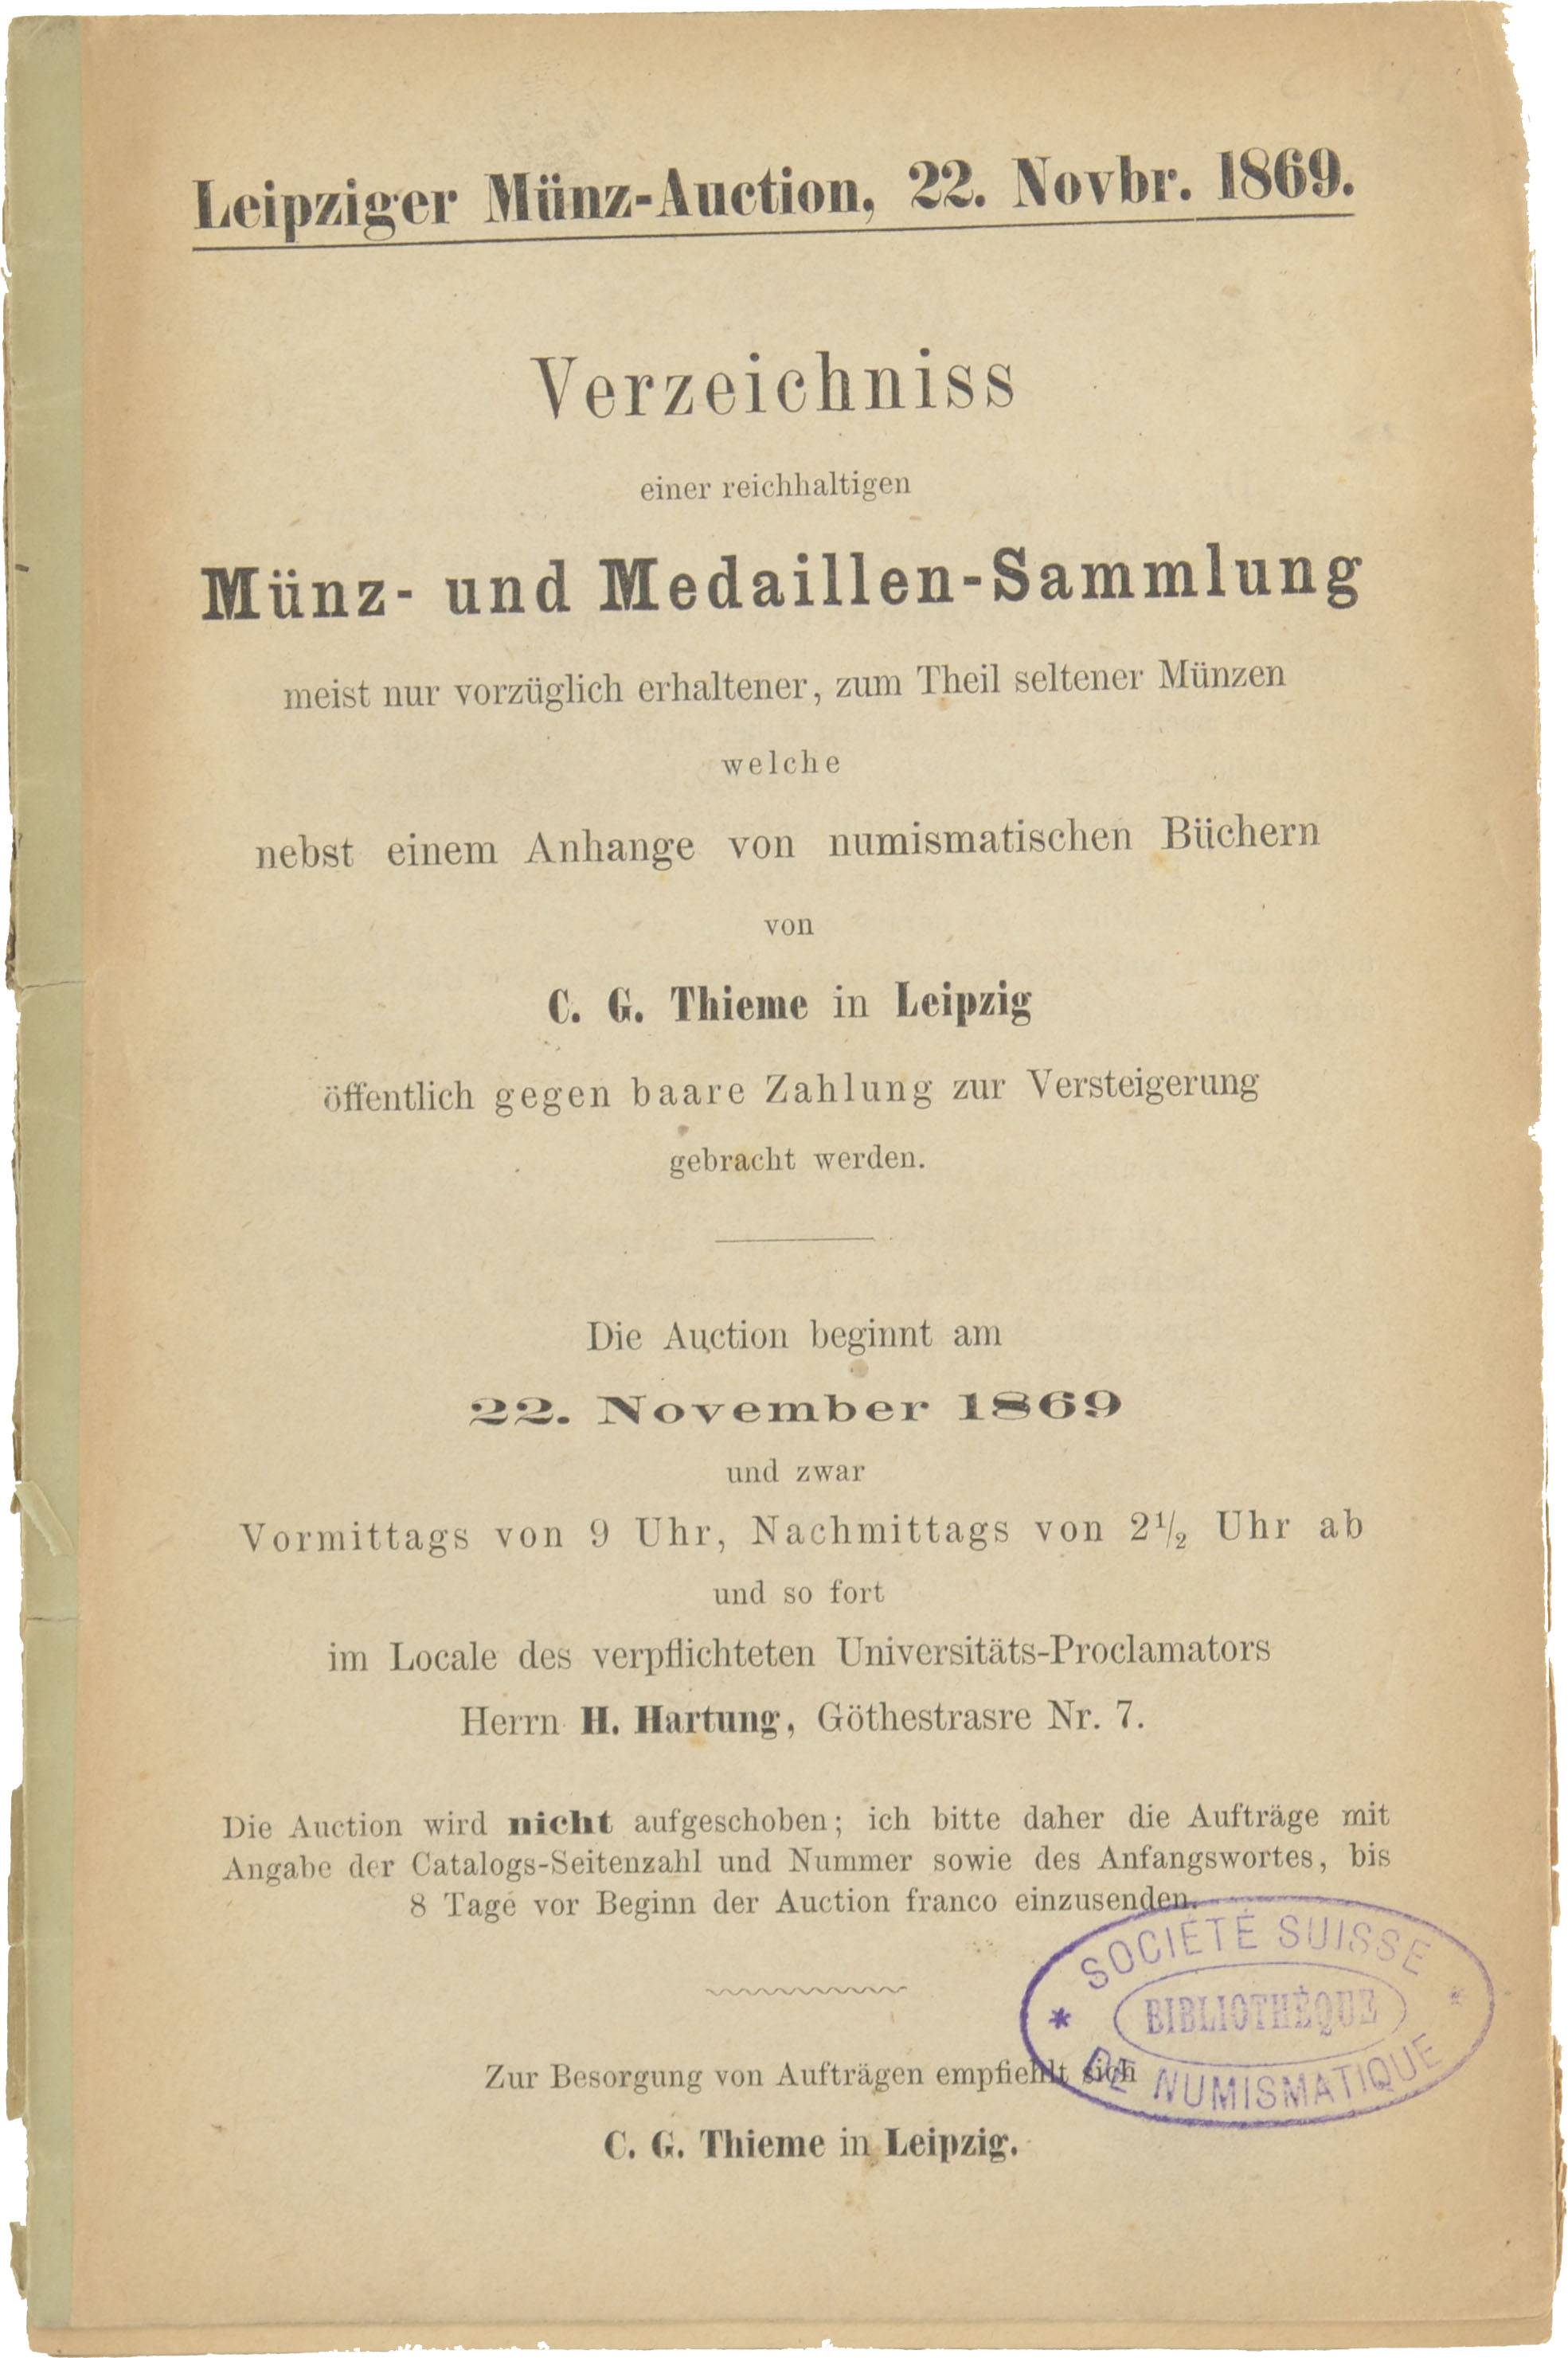 Leipziger Münz-Auction, 22. Novbr. 1869.
Verzeichniss
einer reichhaltigen
Münz- und Medaillen-Sammlung
meist nur vorzüglich erhaltener, zum Theil seltener Münzen
welche
nebst einem Anhange von numismatischen Büchern
von
C. G. Thieme in Leipzig
öffentlich gegen baare Zahlung zur Versteigerung
gebracht werden.
Die Auction beginnt am
22. November 1869
und zwar
Vormittags von 9 Uhr, Nachmittags von 2½ Uhr ab
und so fort
im Locale des verpflichteten Universitäts-Proclamators
Herrn H. Hartung, Göthestrasre Nr. 7.
Die Auction wird nicht aufgeschoben; ich bitte daher die Aufträge mit
Angabe der Catalogs-Seitenzahl und Nummer sowie des Anfangswortes, bis
8 Tage vor Beginn der Auction franco einzusenden.
SOCIÉTÉ SUISSE
* BIBLIOTHÈQUE *
DE NUMISMATIQUE
Zur Besorgung von Aufträgen empfiehlt sich
C. G. Thieme in Leipzig.